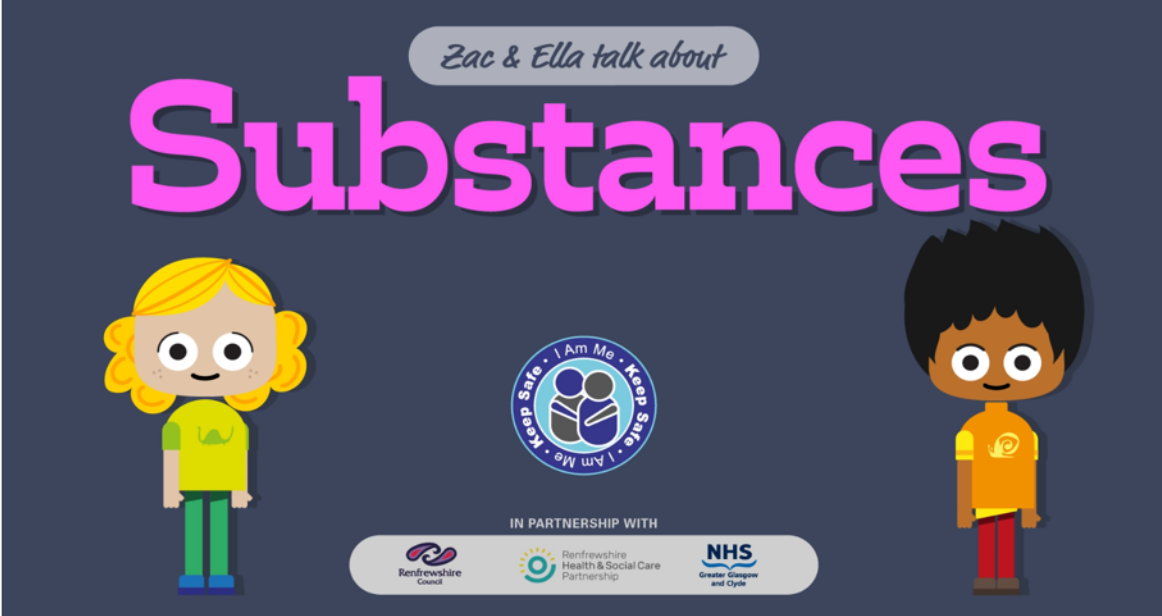 Zac & Ella talk about
Substances
I Am Me • Keep Safe • I Am Me • Keep Safe •
IN PARTNERSHIP WITH
Renfrewshire
Council
Renfrewshire
Health & Social Care
Partnership
NHS
Greater Glasgow
and Clyde